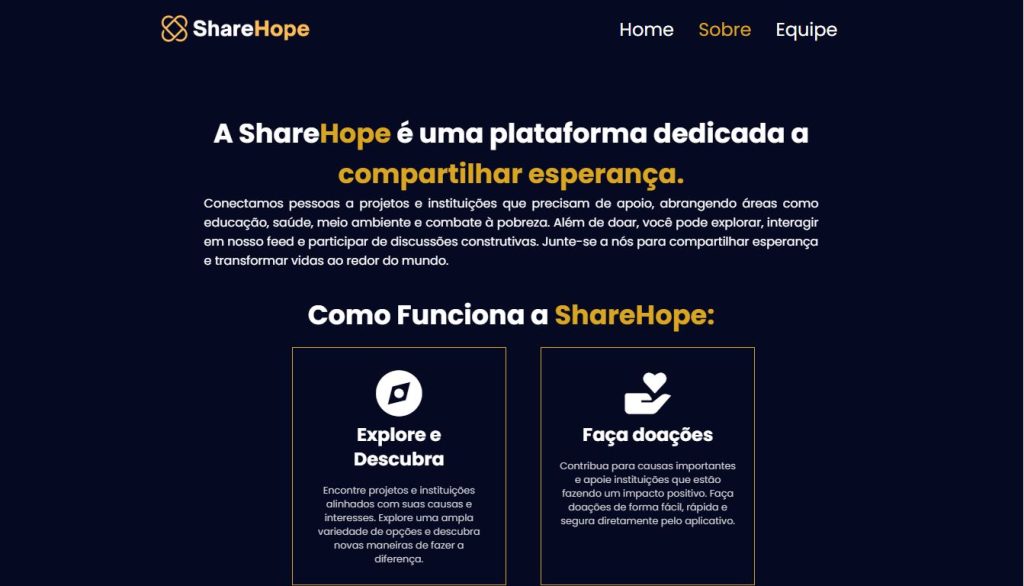 ShareHope
Home Sobre Equipe
A ShareHope é uma plataforma dedicada a
compartilhar esperança.
Conectamos pessoas a projetos e instituições que precisam de apoio, abrangendo áreas como
educação, saúde, meio ambiente e combate à pobreza. Além de doar, você pode explorar, interagir
em nosso feed e participar de discussões construtivas. Junte-se a nós para compartilhar esperança
e transformar vidas ao redor do mundo.
Como Funciona a ShareHope:
Explore e
Descubra
Encontre projetos e instituições
alinhados com suas causas e
interesses. Explore uma ampla
variedade de opções e descubra
novas maneiras de fazer a
diferença.
Faça doações
Contribua para causas importantes
e apoie instituições que estão
fazendo um impacto positivo. Faça
doações de forma fácil, rápida e
segura diretamente pelo aplicativo.